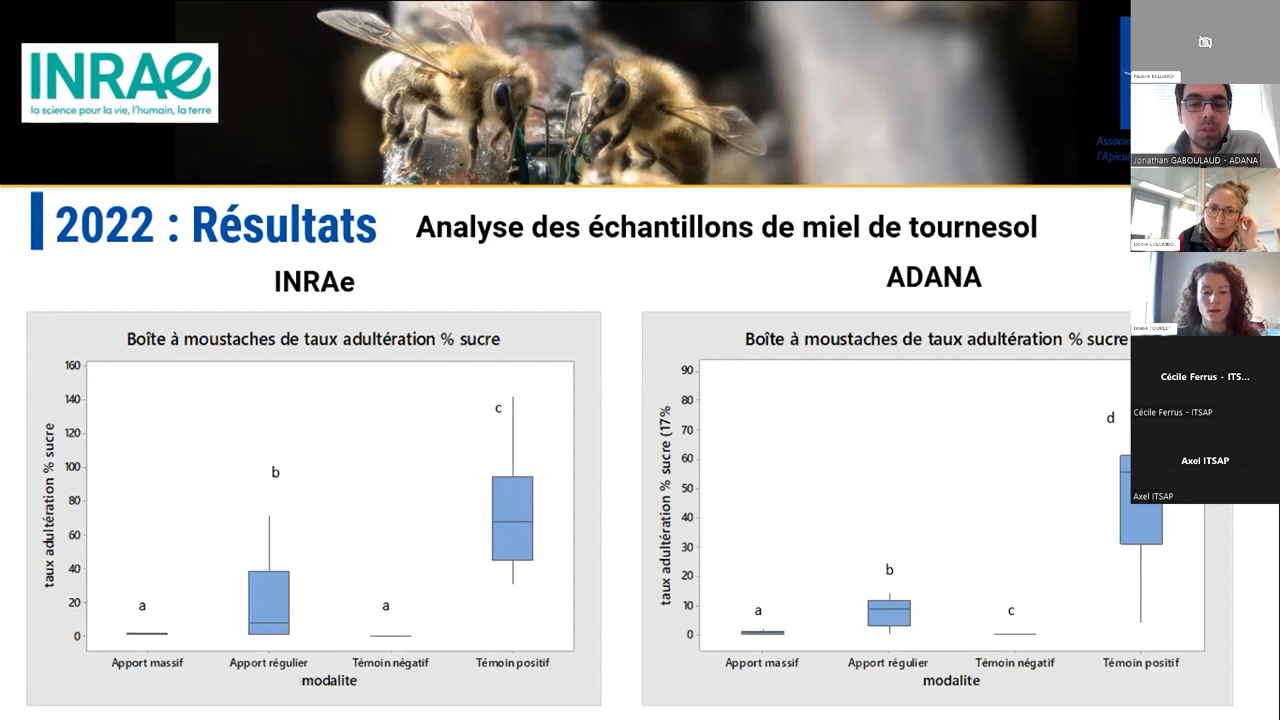 INRAE
la science pour la vie, l'humain, la terre
Associ
l'Apicu
Jonathan GABOULAUD - ADANA
2022 : Résultats
Analyse des échantillons de miel de tournesol
INRAe
ADANA
Boîte à moustaches de taux adultération % sucre
taux adultération % sucre
160
140
120
100
80
60
40
20
0
a
b
a
c
Apport massif
Apport régulier
Témoin négatif
Témoin positif
modalite
Boîte à moustaches de taux adultération % sucre
taux adultération % sucre (17%
90
80
70
60
50
40
30
20
10
0
a
b
c
d
Apport massif
Apport régulier
Témoin négatif
Témoin positif
modalite
Cécile Ferrus - ITS...
Cécile Ferrus - ITSAP
Axel ITSAP
Axel ITSAP